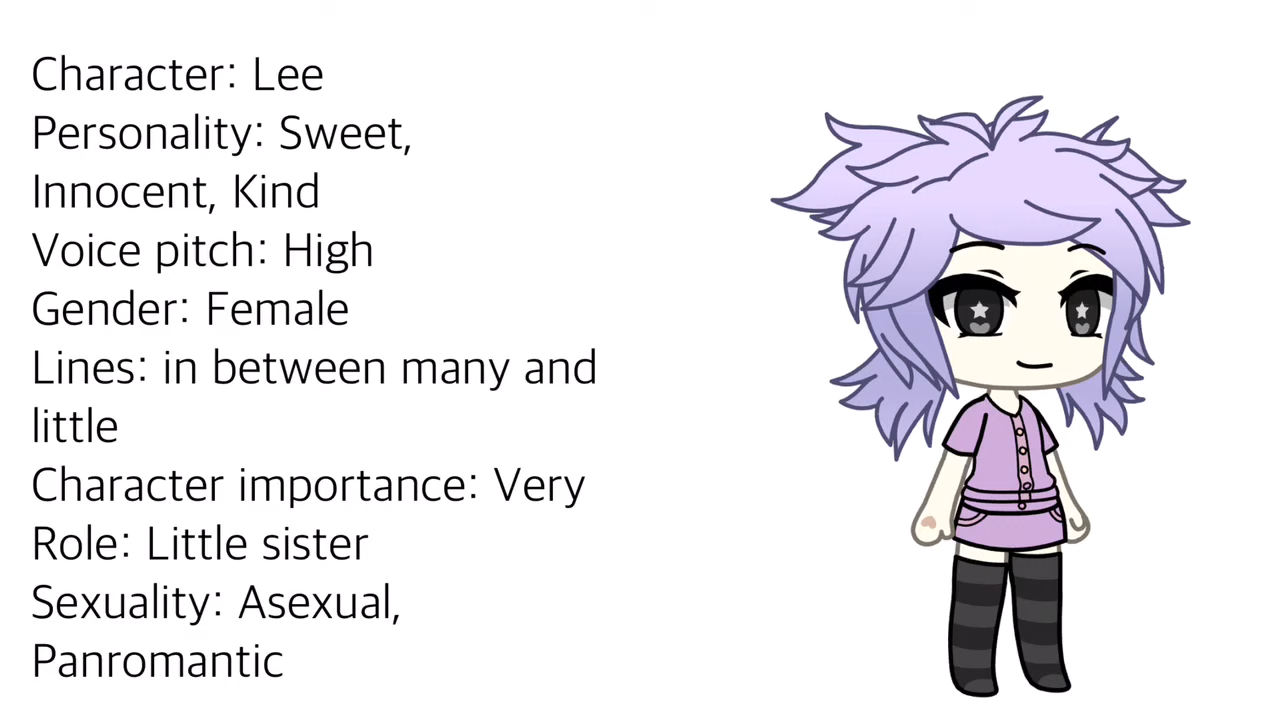 Character: Lee
Personality: Sweet,
Innocent, Kind
Voice pitch: High
Gender: Female
Lines: in between many and
little
Character importance: Very
Role: Little sister
Sexuality: Asexual,
Panromantic